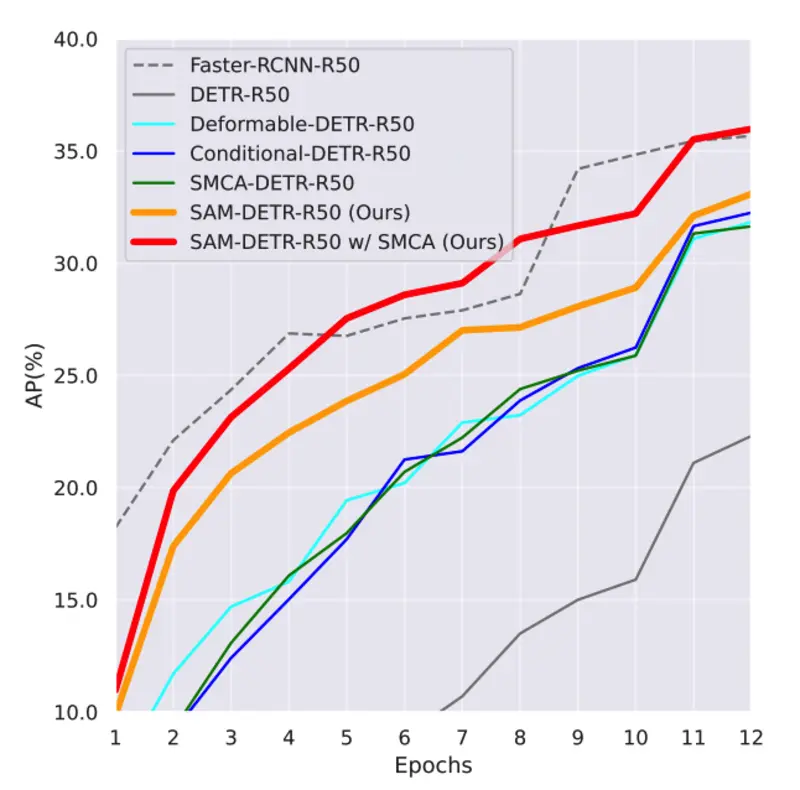 40.0
35.0
30.0
25.0
20.0
15.0
10.0
AP(%)
Faster-RCNN-R50
DETR-R50
Deformable-DETR-R50
Conditional-DETR-R50
SMCA-DETR-R50
SAM-DETR-R50 (Ours)
SAM-DETR-R50 w/ SMCA (Ours)
1 2 3 4 5 6 7 8 9 10 11 12
Epochs